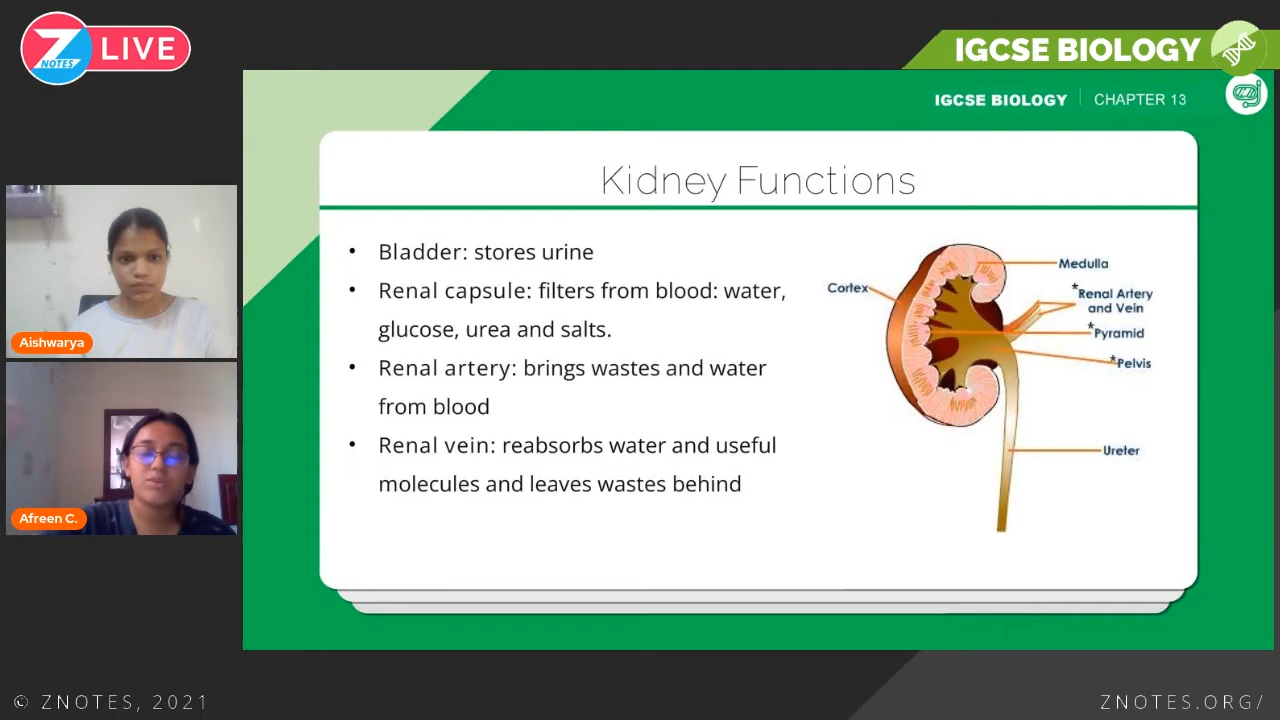 Z NOTES LIVE
IGCSE BIOLOGY
IGCSE BIOLOGY | CHAPTER 13
Kidney Functions
• Bladder: stores urine
• Renal capsule: filters from blood: water,
glucose, urea and salts.
• Renal artery: brings wastes and water
from blood
• Renal vein: reabsorbs water and useful
molecules and leaves wastes behind
Medulla
Cortex
*Renal Artery
and Vein
*Pyramid
*Pelvis
Ureter
Aishwarya
Afreen C.
© ZNOTES, 2021
ZNOTES.ORG/